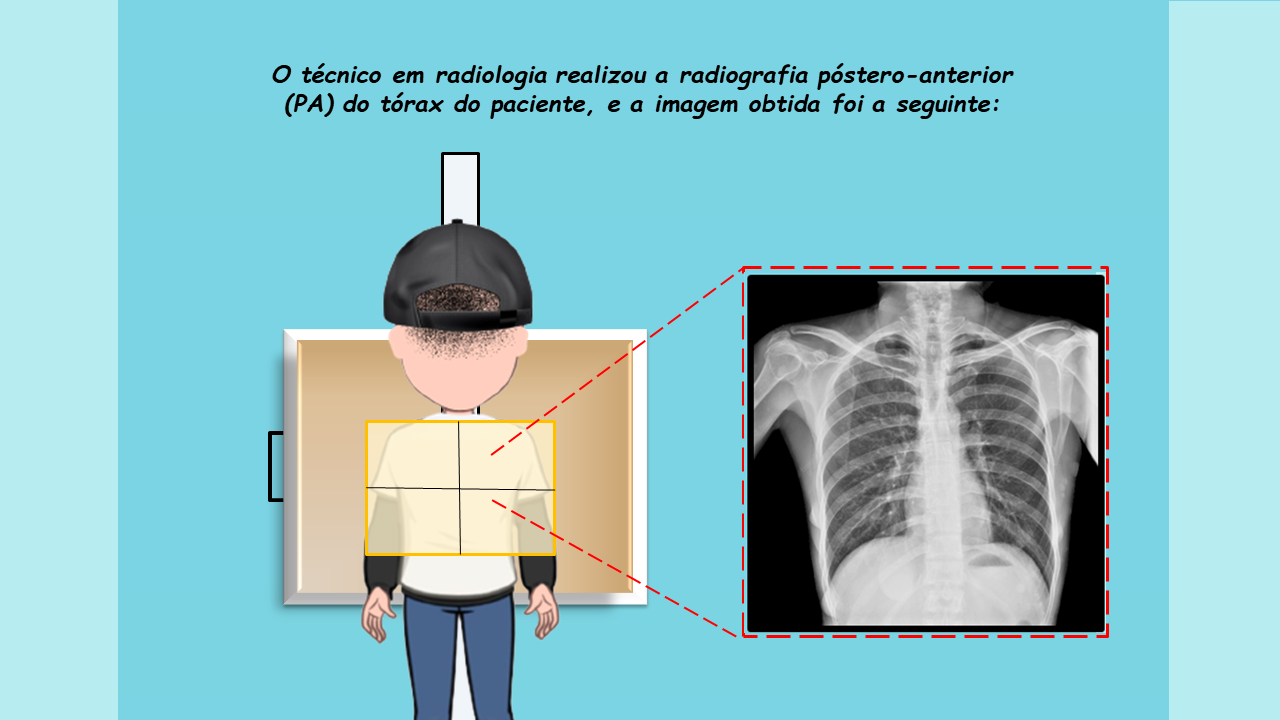 O técnico em radiologia realizou a radiografia póstero-anterior
(PA) do tórax do paciente, e a imagem obtida foi a seguinte: